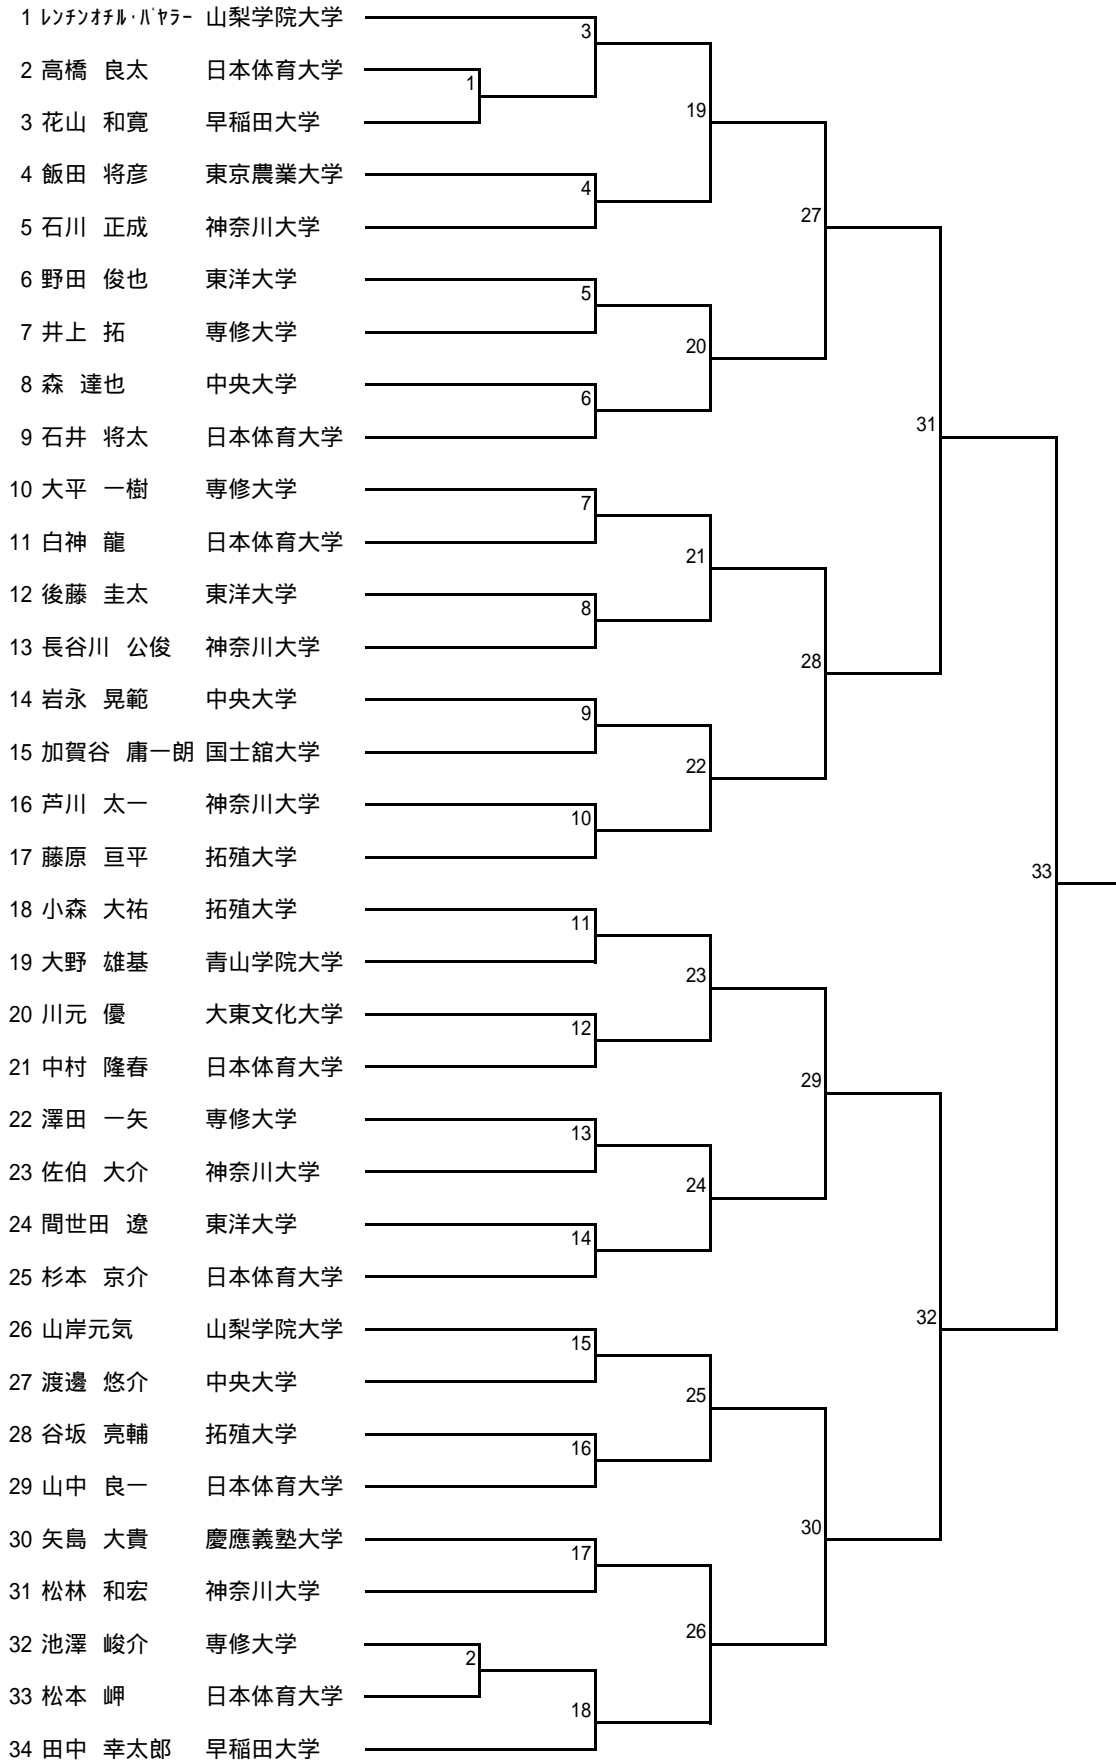 1 ﾚﾝﾁﾝｵﾁﾙ･ﾊﾞﾔﾗｰ 山梨学院大学
3
2 高橋 良太 日本体育大学
1
3 花山 和寛 早稲田大学
19
4 飯田 将彦 東京農業大学
4
5 石川 正成 神奈川大学
27
6 野田 俊也 東洋大学
5
7 井上 拓 専修大学
20
8 森 達也 中央大学
6
9 石井 将太 日本体育大学
31
10 大平 一樹 専修大学
7
11 白神 龍 日本体育大学
21
12 後藤 圭太 東洋大学
8
13 長谷川 公俊 神奈川大学
28
14 岩永 晃範 中央大学
9
15 加賀谷 庸一朗 国士舘大学
22
16 芦川 太一 神奈川大学
10
17 藤原 亘平 拓殖大学
33
18 小森 大祐 拓殖大学
11
19 大野 雄基 青山学院大学
23
20 川元 優 大東文化大学
12
21 中村 隆春 日本体育大学
29
22 澤田 一矢 専修大学
13
23 佐伯 大介 神奈川大学
24
24 間世田 遼 東洋大学
14
25 杉本 京介 日本体育大学
32
26 山岸元気 山梨学院大学
15
27 渡邊 悠介 中央大学
25
28 谷坂 亮輔 拓殖大学
16
29 山中 良一 日本体育大学
30
30 矢島 大貴 慶應義塾大学
17
31 松林 和宏 神奈川大学
26
32 池澤 峻介 専修大学
2
33 松本 岬 日本体育大学
18
34 田中 幸太郎 早稲田大学